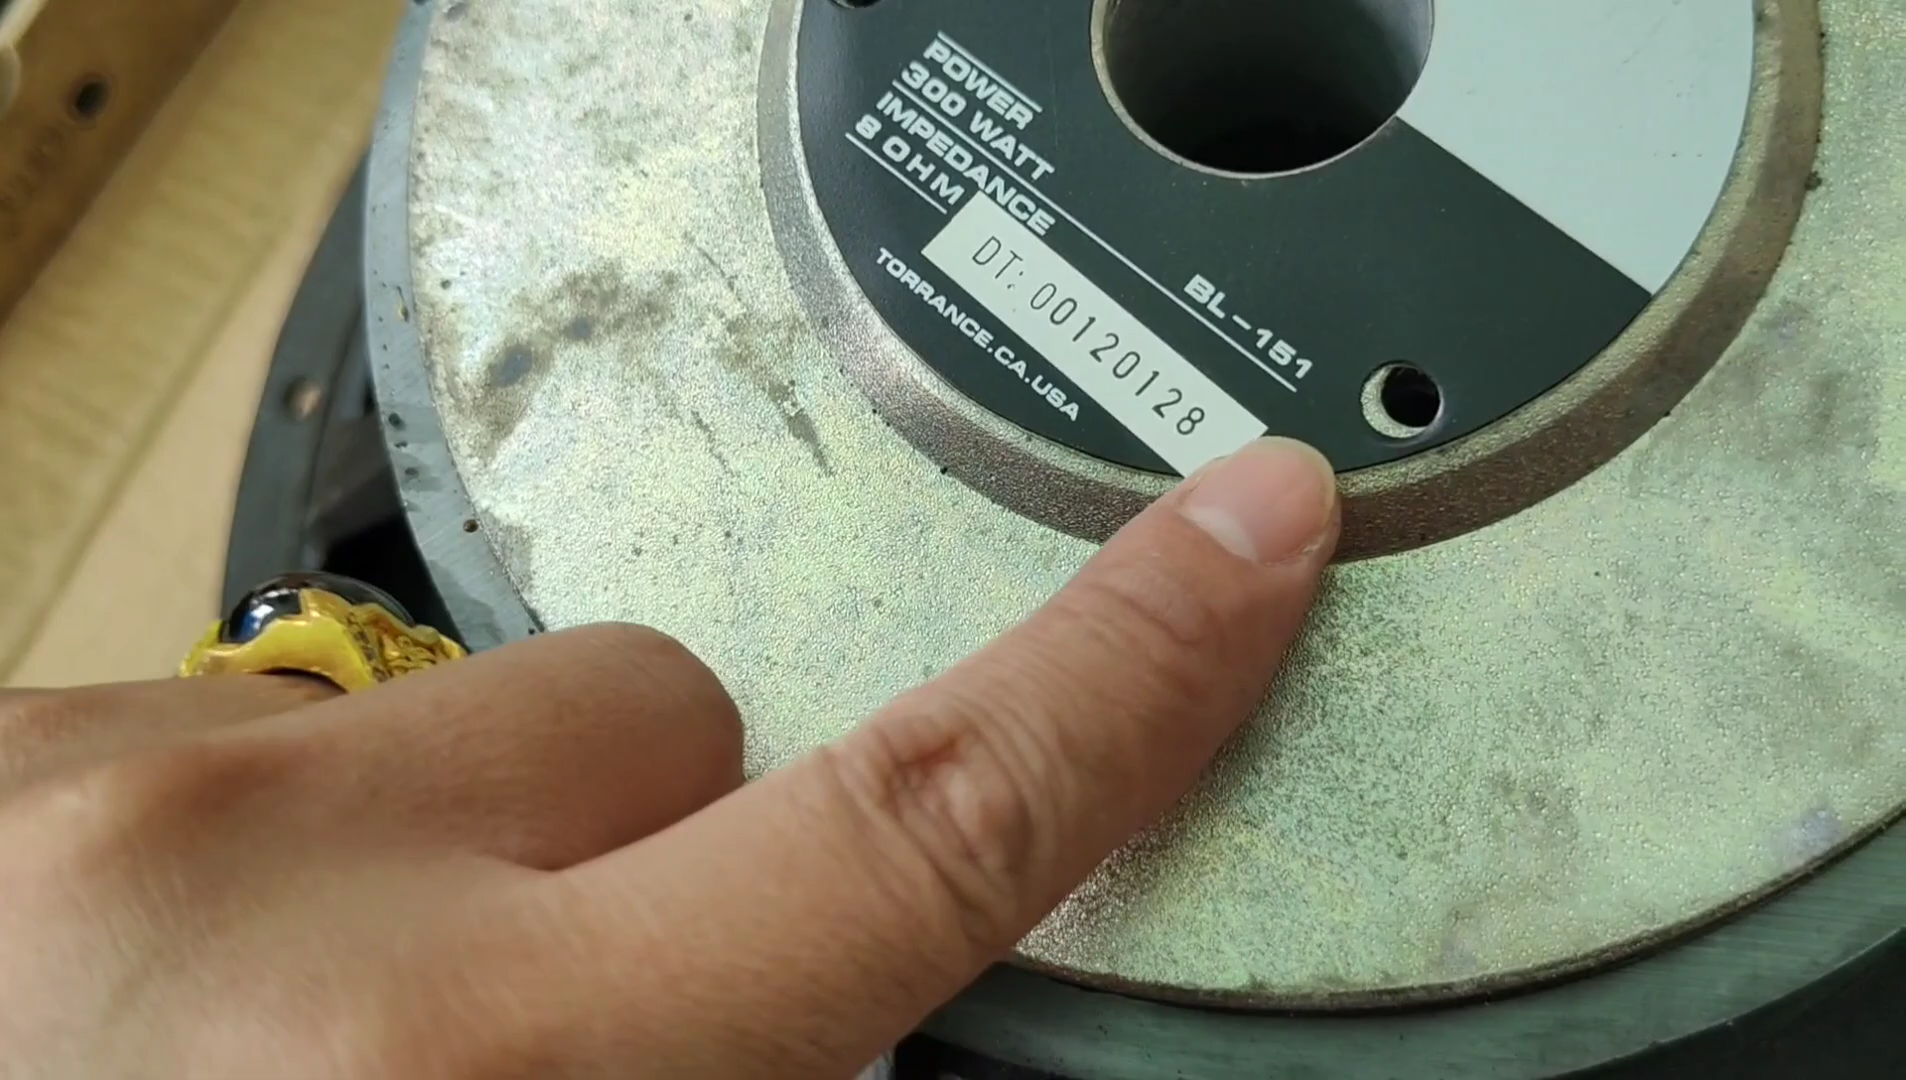 POWER
300 WATT
IMPEDANCE
8 OHM
BL-151
DT: 00120128
TORRANCE.CA.USA